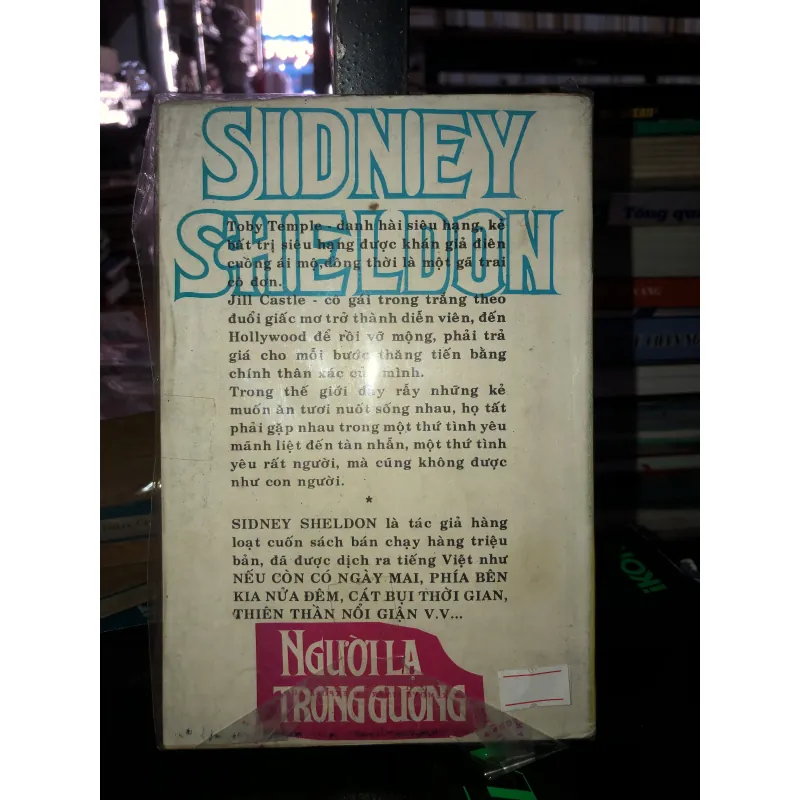 SIDNEY
SHELDON
Toby Temple - danh hài siêu hạng, kẻ
bất trị siêu hạng được khán giả điên
cuồng ái mộ, đồng thời là một gã trai
cô đơn.
Jill Castle - cô gái trong trắng theo
đuổi giấc mơ trở thành diễn viên, đến
Hollywood để rồi vỡ mộng, phải trả
giá cho mỗi bước thăng tiến bằng
chính thân xác của mình.
Trong thế giới đầy rẫy những kẻ
muốn ăn tươi nuốt sống nhau, họ tất
phải gặp nhau trong một thứ tình yêu
mãnh liệt đến tàn nhẫn, một thứ tình
yêu rất người, mà cũng không được
như con người.
*
SIDNEY SHELDON là tác giả hàng
loạt cuốn sách bán chạy hàng triệu
bản, đã được dịch ra tiếng Việt như
NẾU CÒN CÓ NGÀY MAI, PHÍA BÊN
KIA NỬA ĐÊM, CÁT BỤI THỜI GIAN,
THIÊN THẦN NỔI GIẬN V.V...
NGƯỜI LẠ
TRONG GƯƠNG
Tổng qua